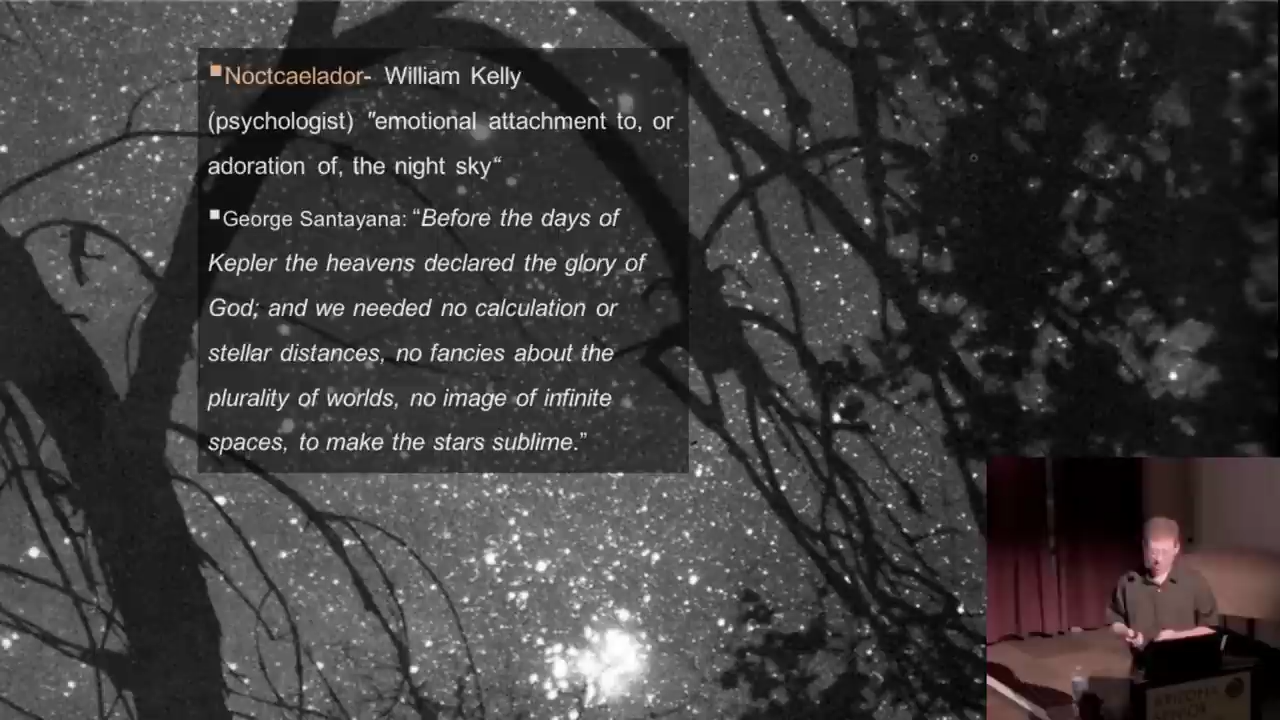 ▪Noctcaelador- William Kelly
(psychologist) "emotional attachment to, or
adoration of, the night sky“
▪George Santayana: “Before the days of
Kepler the heavens declared the glory of
God; and we needed no calculation or
stellar distances, no fancies about the
plurality of worlds, no image of infinite
spaces, to make the stars sublime.”
ARIZONA